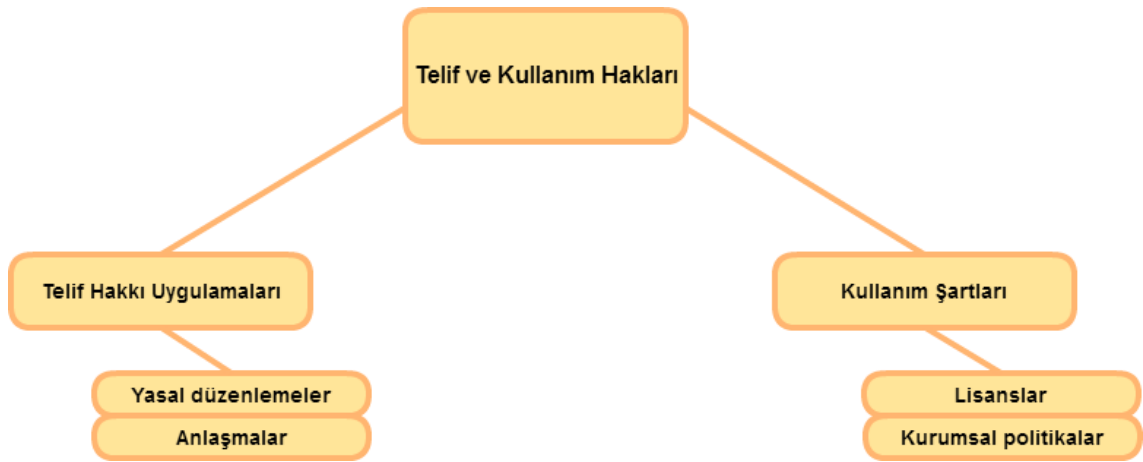 Telif ve Kullanım Hakları
Telif Hakkı Uygulamaları
Yasal düzenlemeler
Anlaşmalar
Kullanım Şartları
Lisanslar
Kurumsal politikalar